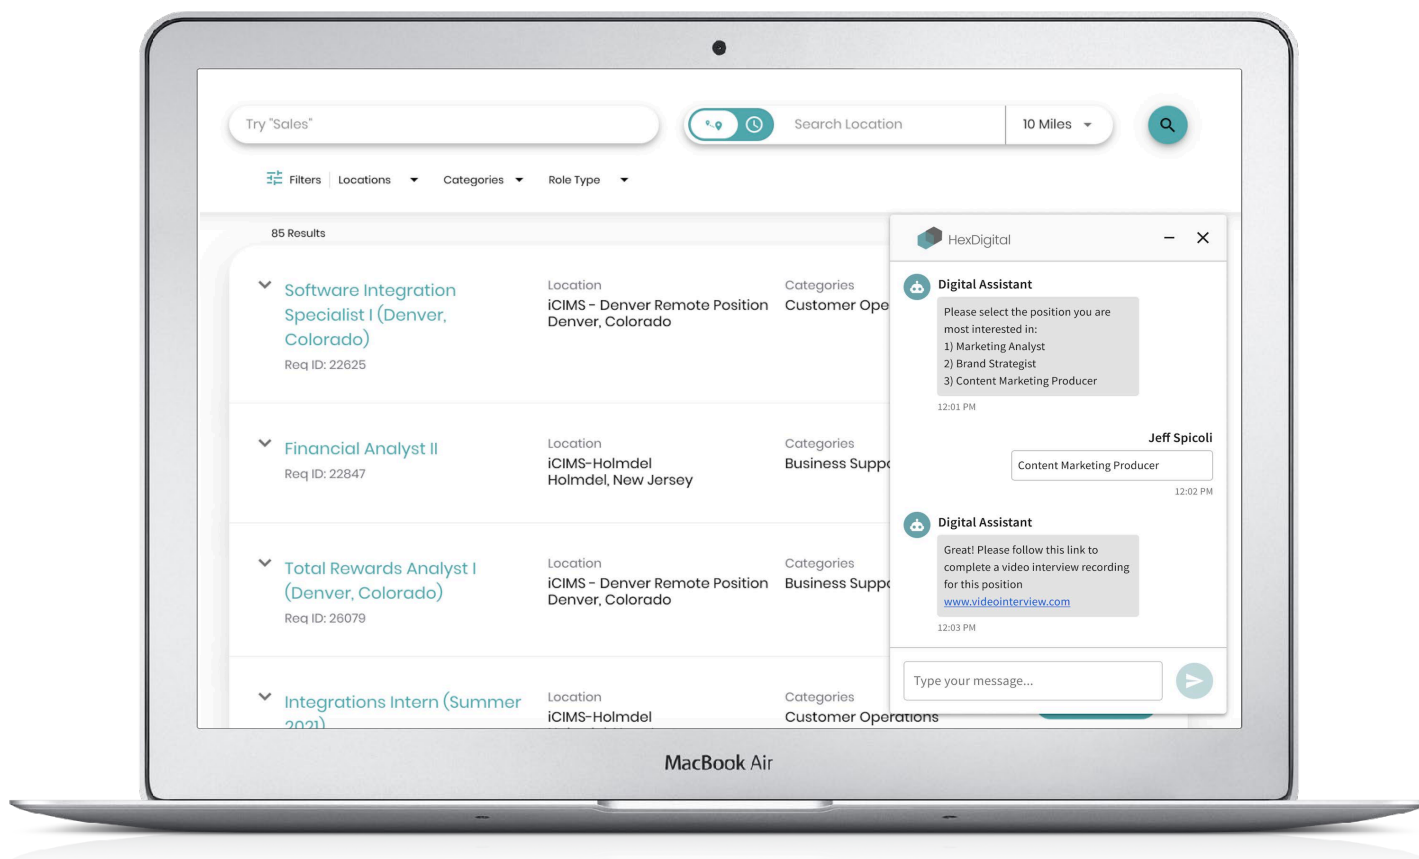 Try "Sales"
Search Location
10 Miles
Filters
Locations
Categories
Role Type
85 Results
Software Integration
Specialist I (Denver,
Colorado)
Req ID: 22625
Location
iCIMS - Denver Remote Position
Denver, Colorado
Categories
Customer Ope
Financial Analyst II
Req ID: 22847
Location
iCIMS-Holmdel
Holmdel, New Jersey
Categories
Business Suppo
Total Rewards Analyst I
(Denver, Colorado)
Req ID: 26079
Location
iCIMS - Denver Remote Position
Denver, Colorado
Categories
Business Suppo
Integrations Intern (Summer
2021)
Location
iCIMS-Holmdel
Categories
Customer Operations
HexDigital
Digital Assistant
Please select the position you are
most interested in:
1) Marketing Analyst
2) Brand Strategist
3) Content Marketing Producer
12:01 PM
Jeff Spicoli
Content Marketing Producer
12:02 PM
Digital Assistant
Great! Please follow this link to
complete a video interview recording
for this position
www.videointerview.com
12:03 PM
Type your message...
MacBook Air